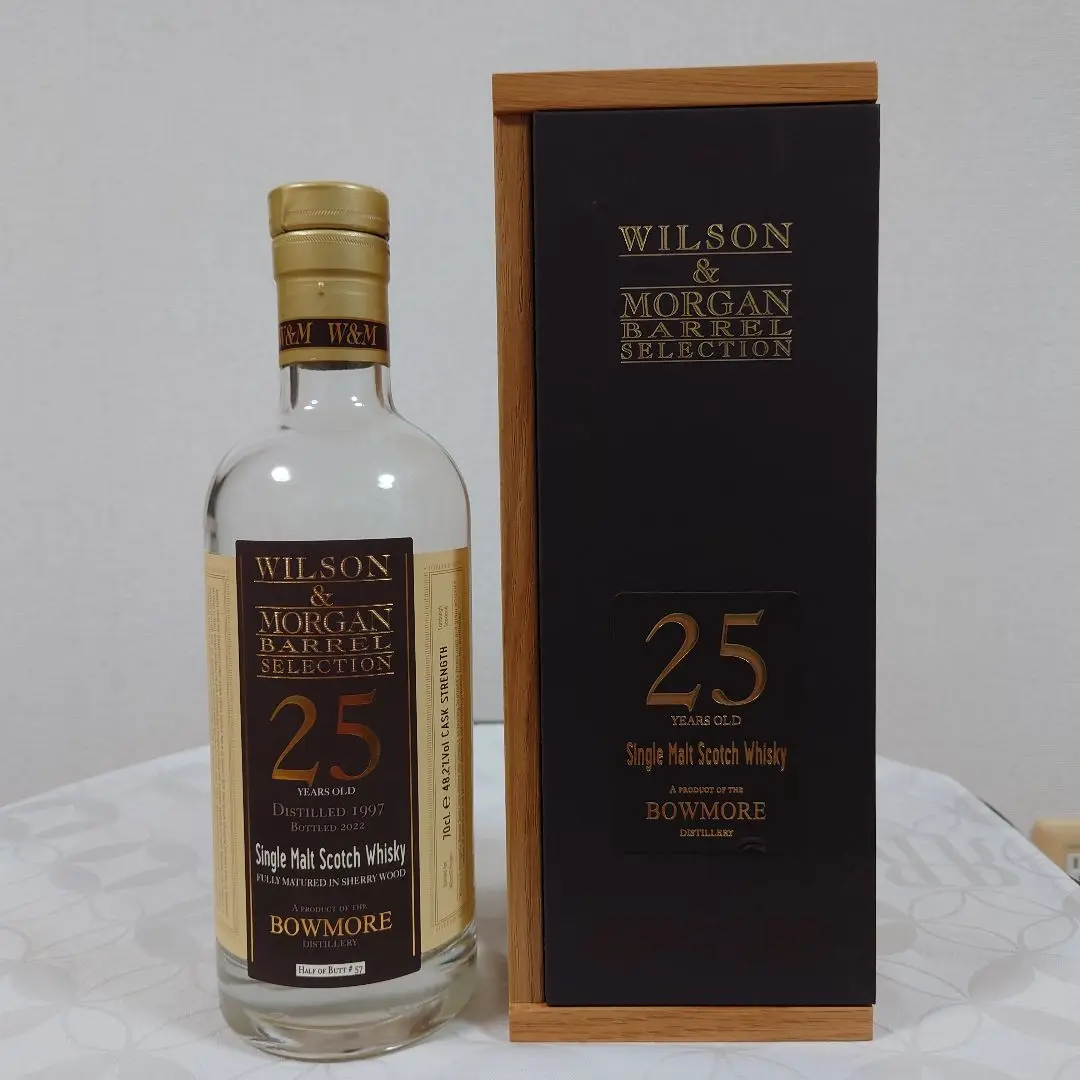 W&M W&M
WILSON
&
MORGAN
BARREL
SELECTION
25
YEARS OLD
DISTILLED 1997
BOTTLED 2022
Single Malt Scotch Whisky
FULLY MATURED IN SHERRY WOOD
A PRODUCT OF THE
BOWMORE
DISTILLERY
HALF OF BUTT # 57
70cl. e 48.2%Vol CASK STRENGTH
WILSON
&
MORGAN
BARREL
SELECTION
25
YEARS OLD
Single Malt Scotch Whisky
A PRODUCT OF THE
BOWMORE
DISTILLERY